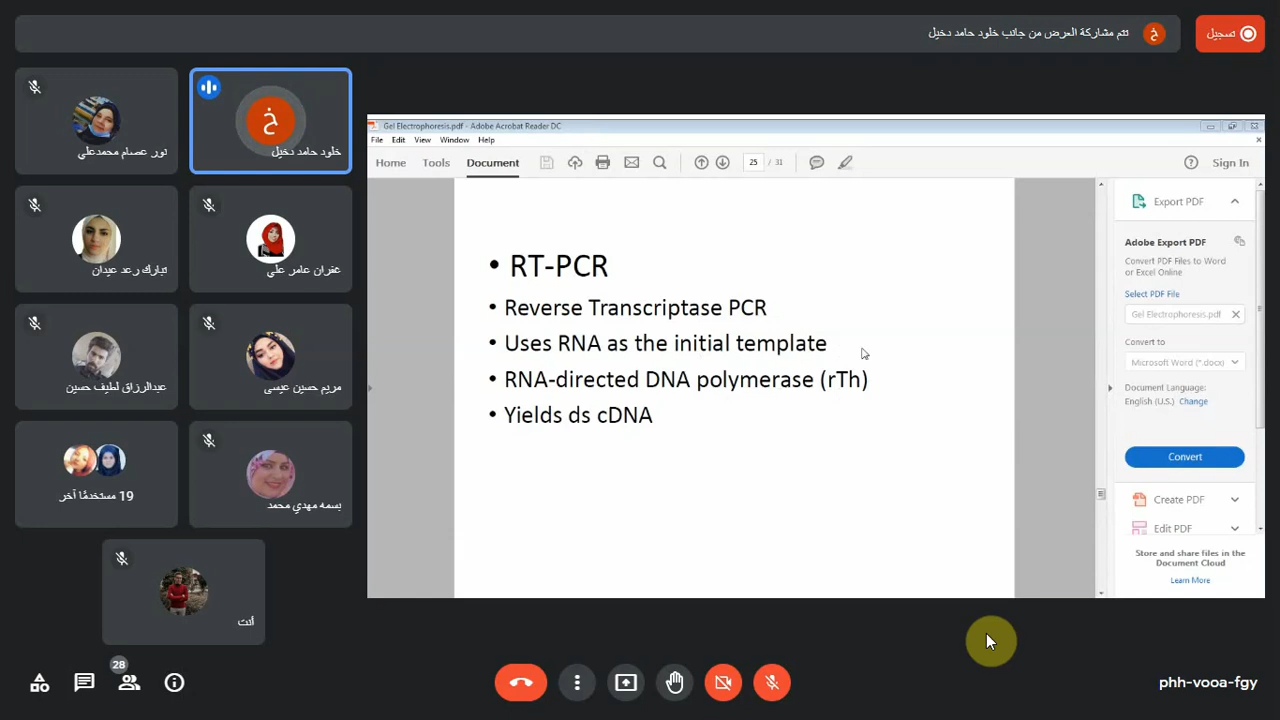 تتم مشاركة العرض من جانب خلود حامد دخيل
خ
تسجيل
نور عصام محمدعلي
خ
خلود حامد دخيل
تبارك رعد عيدان
غفران عامر علي
عبدالرزاق لطيف حسين
مريم حسين عيسى
19 مستخدمًا آخر
بسمه مهدي محمد
أنت
Gel Electrophoresis.pdf - Adobe Acrobat Reader DC
File Edit View Window Help
Home Tools Document 25 / 31 Sign In
• RT-PCR
• Reverse Transcriptase PCR
• Uses RNA as the initial template
• RNA-directed DNA polymerase (rTh)
• Yields ds cDNA
Export PDF
Adobe Export PDF
Convert PDF Files to Word
or Excel Online
Select PDF File
Gel Electrophoresis.pdf
Convert to
Microsoft Word (*.docx)
Document Language:
English (U.S.) Change
Convert
Create PDF
Edit PDF
Store and share files in the
Document Cloud
Learn More
28
phh-vooa-fgy